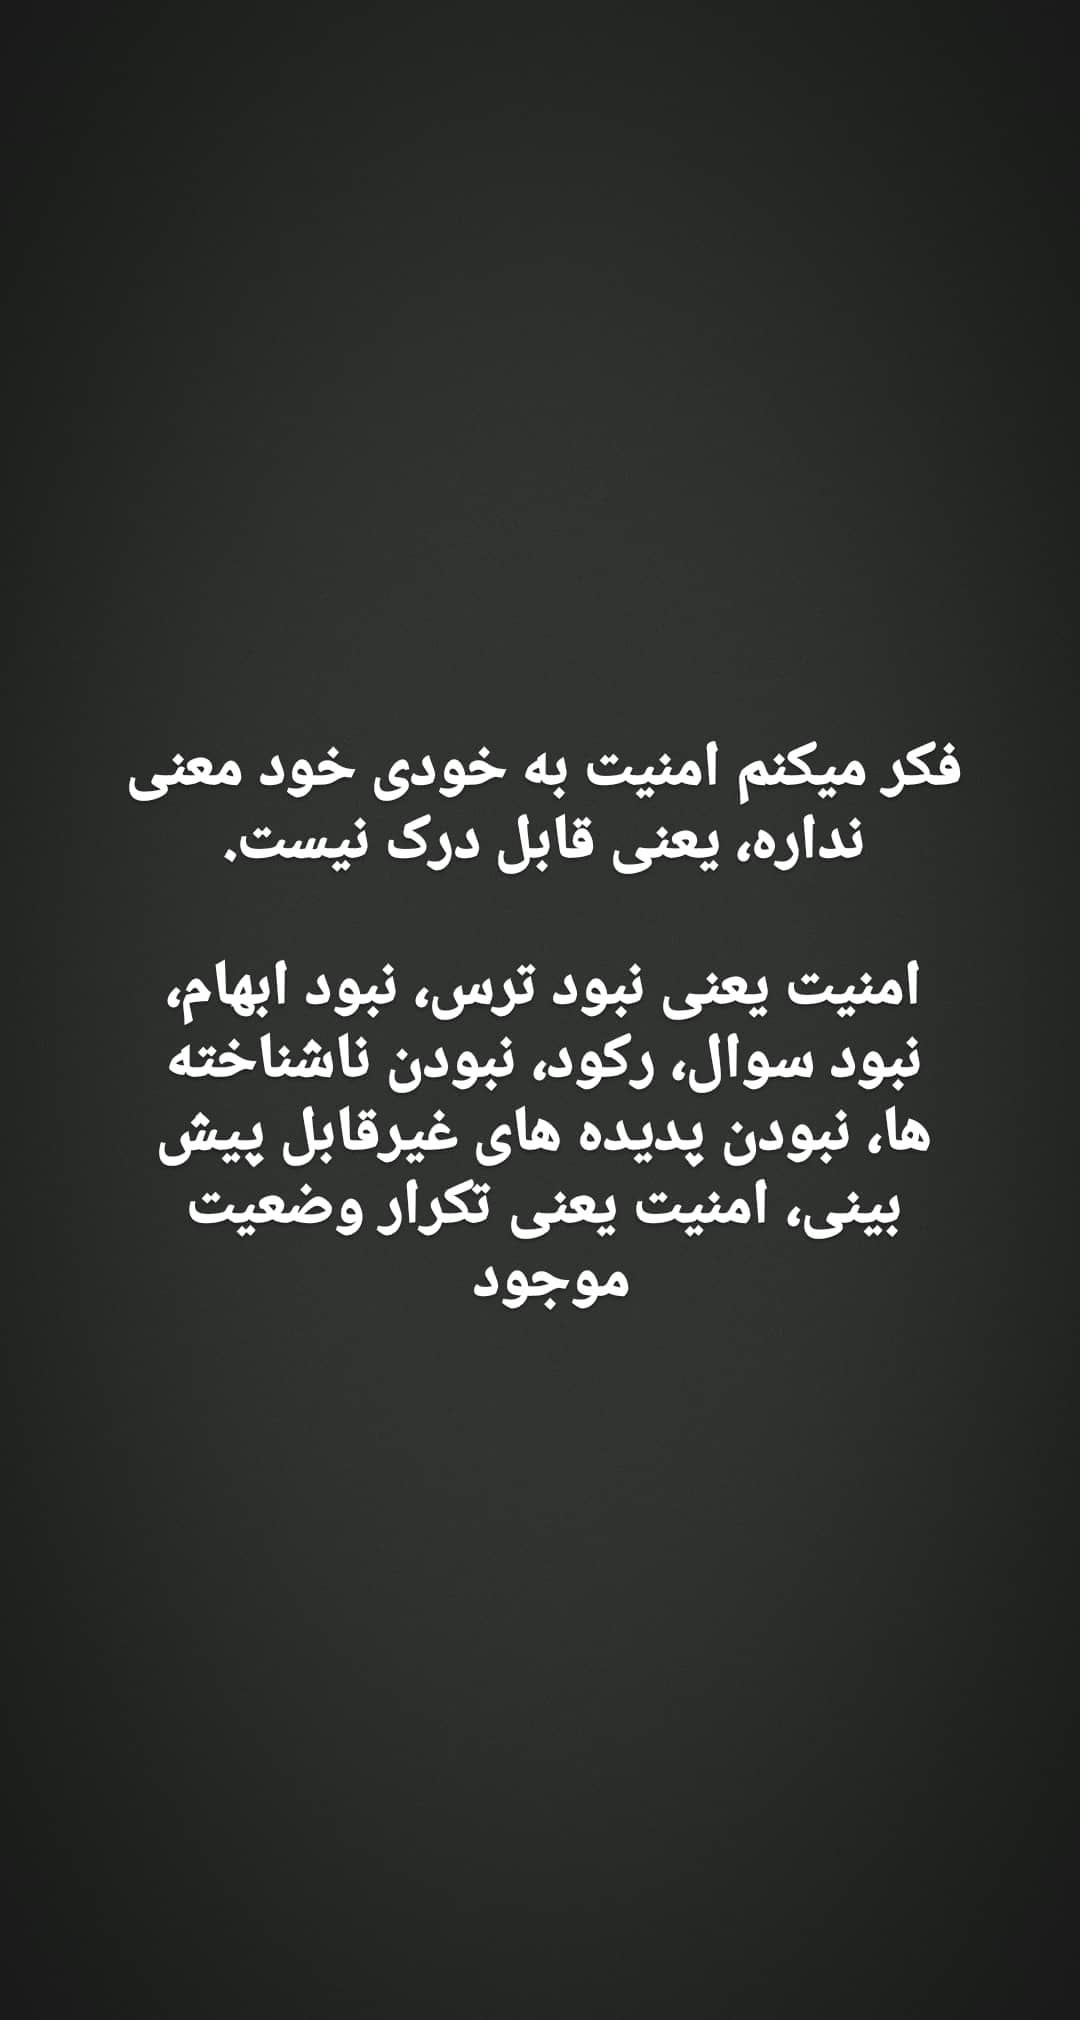 فکر میکنم امنیت به خودی خود معنی
نداره، یعنی قابل درک نیست.
امنیت یعنی نبود ترس، نبود ابهام،
نبود سوال، رکود، نبودن ناشناخته
ها، نبودن پدیده های غیرقابل پیش
بینی، امنیت یعنی تکرار وضعیت
موجود